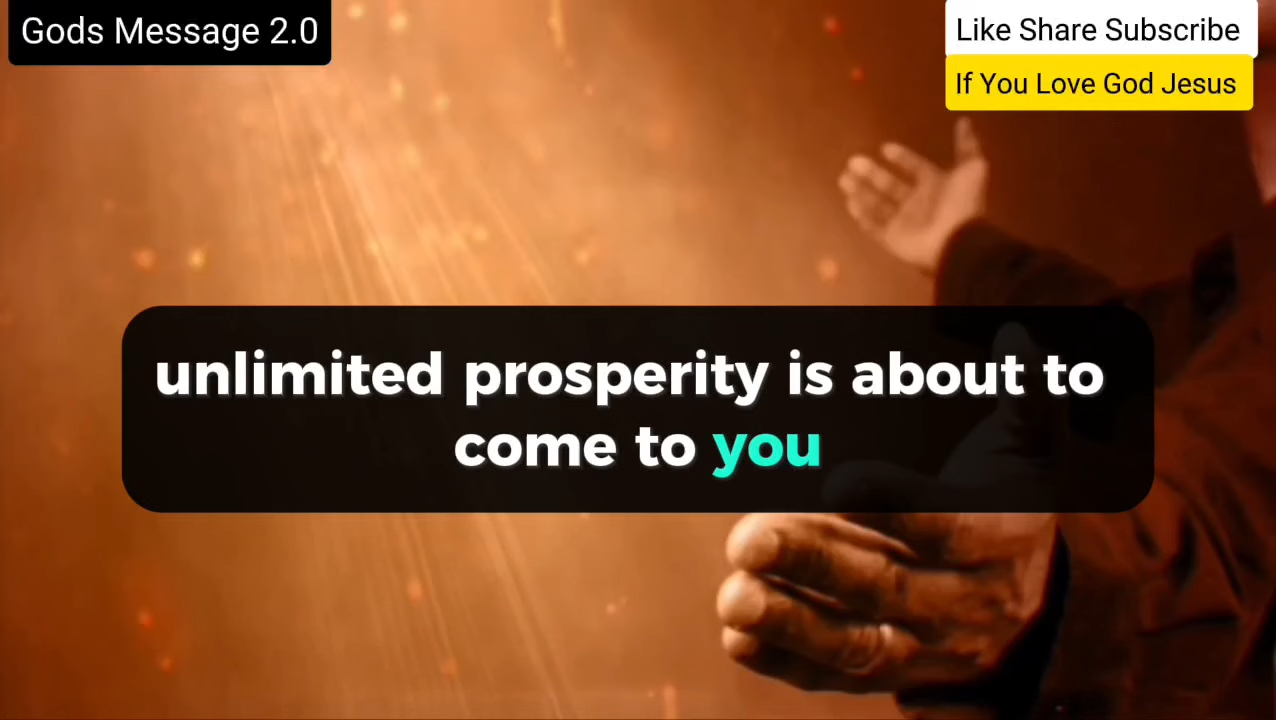 Gods Message 2.0
Like Share Subscribe
If You Love God Jesus
unlimited prosperity is about to
come to you